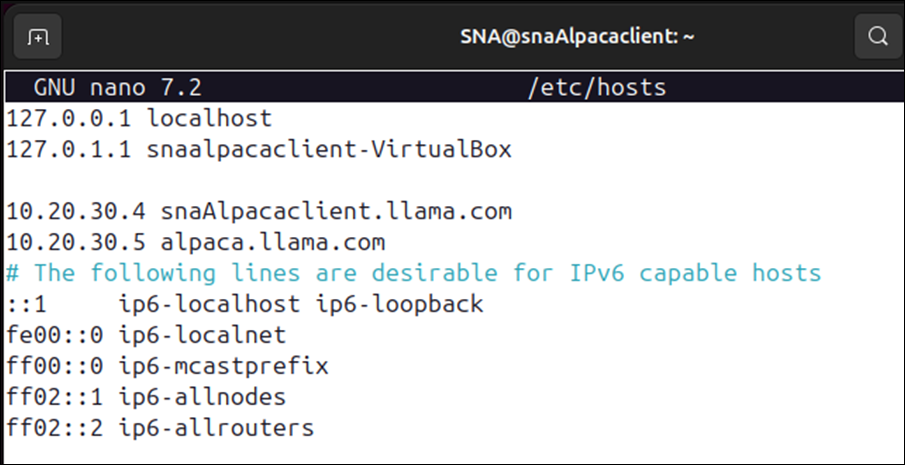 SNA@snaAlpacaclient: ~
GNU nano 7.2 /etc/hosts
127.0.0.1 localhost
127.0.1.1 snaalpacaclient-VirtualBox
10.20.30.4 snaAlpacaclient.llama.com
10.20.30.5 alpaca.llama.com
# The following lines are desirable for IPv6 capable hosts
::1     ip6-localhost ip6-loopback
fe00::0 ip6-localnet
ff00::0 ip6-mcastprefix
ff02::1 ip6-allnodes
ff02::2 ip6-allrouters